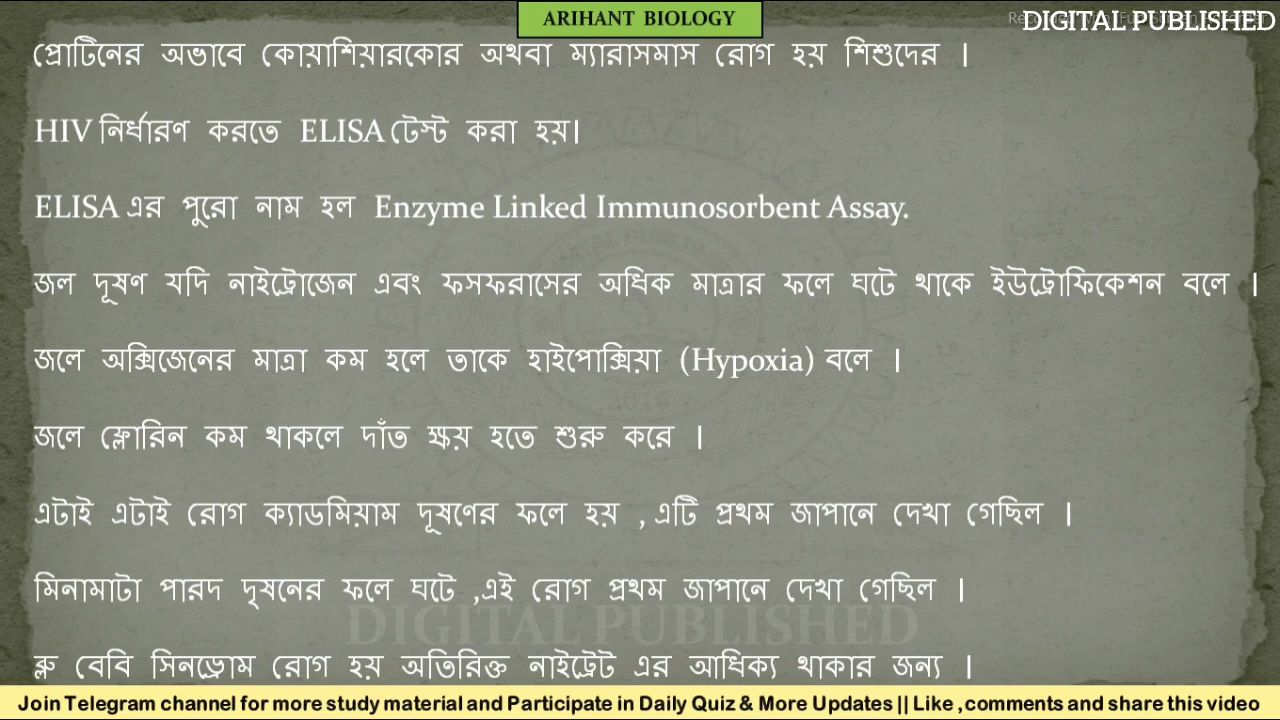 ARIHANT BIOLOGY
DIGITAL PUBLISHED
প্রোটিনের অভাবে কোয়াশিয়ারকোর অথবা ম্যারাসমাস রোগ হয় শিশুদের ।
HIV নির্ধারণ করতে ELISA টেস্ট করা হয়।
ELISA এর পুরো নাম হল Enzyme Linked Immunosorbent Assay.
জল দূষণ যদি নাইট্রোজেন এবং ফসফরাসের অধিক মাত্রার ফলে ঘটে থাকে ইউট্রোফিকেশন বলে ।
জলে অক্সিজেনের মাত্রা কম হলে তাকে হাইপোক্সিয়া (Hypoxia) বলে ।
জলে ফ্লোরিন কম থাকলে দাঁত ক্ষয় হতে শুরু করে ।
এটাই এটাই রোগ ক্যাডমিয়াম দূষণের ফলে হয় , এটি প্রথম জাপানে দেখা গেছিল ।
মিনামাটা পারদ দৃষনের ফলে ঘটে ,এই রোগ প্রথম জাপানে দেখা গেছিল ।
DIGITAL PUBLISHED
ব্লু বেবি সিনড্রোম রোগ হয় অতিরিক্ত নাইট্রেট এর আধিক্য থাকার জন্য ।
Join Telegram channel for more study material and Participate in Daily Quiz & More Updates || Like ,comments and share this video